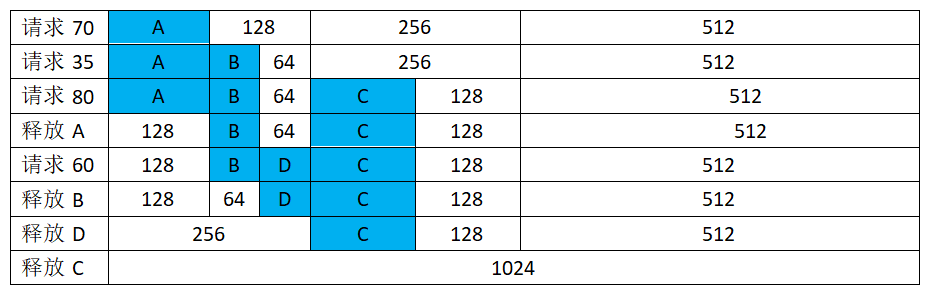 请求 70 A 128 256 512
请求 35 A B 64 256 512
请求 80 A B 64 C 128 512
释放 A 128 B 64 C 128 512
请求 60 128 B D C 128 512
释放 B 128 64 D C 128 512
释放 D 256 C 128 512
释放 C 1024